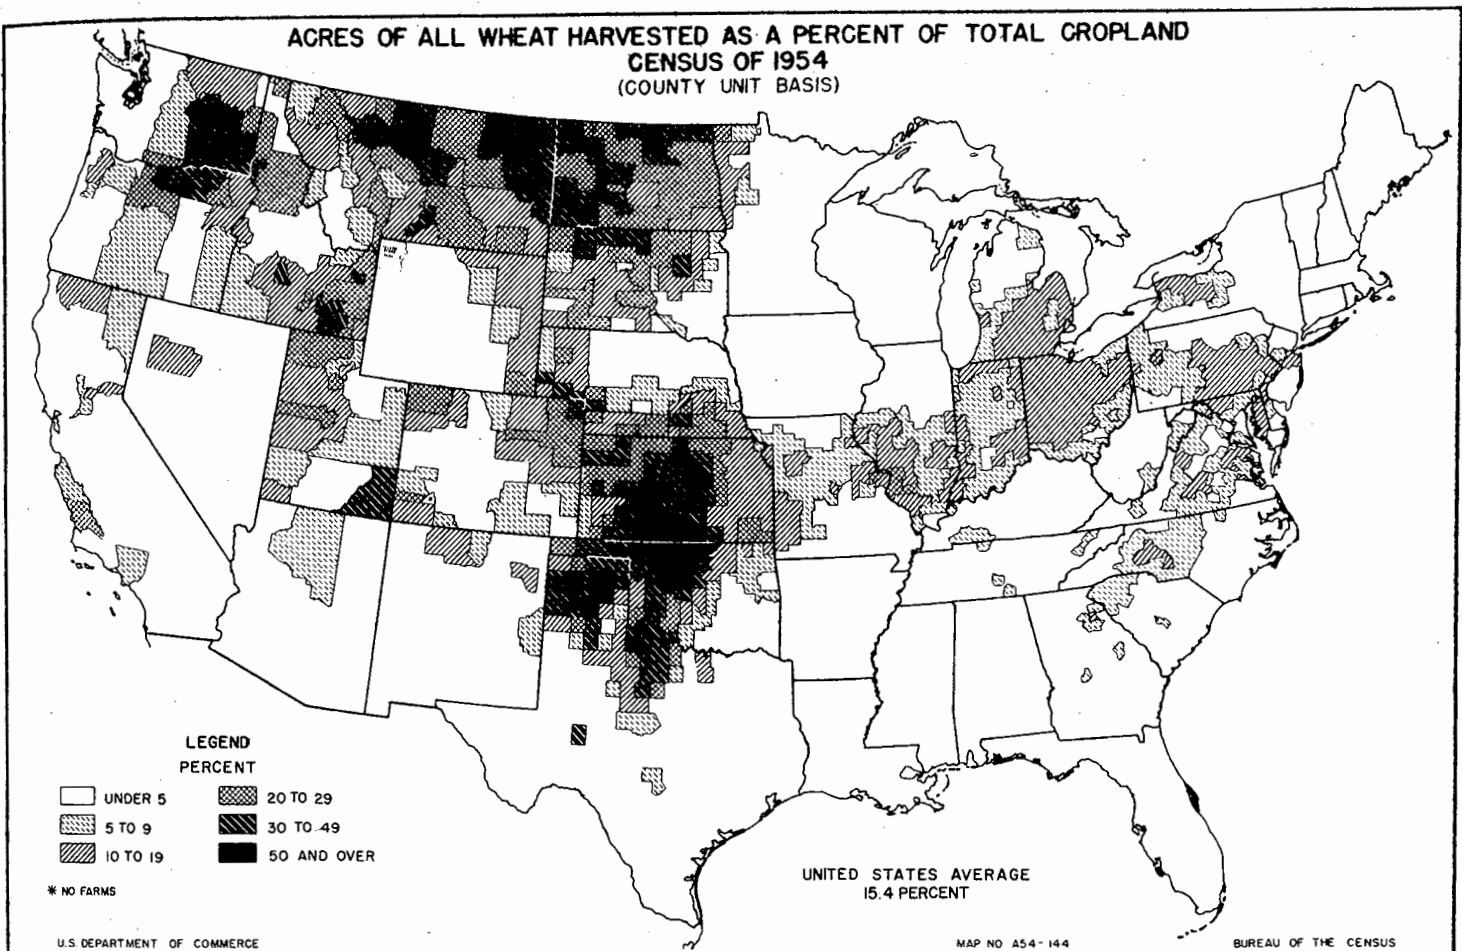 ACRES OF ALL WHEAT HARVESTED AS A PERCENT OF TOTAL CROPLAND
CENSUS OF 1954
(COUNTY UNIT BASIS)
LEGEND
PERCENT
UNDER 5
5 TO 9
10 TO 19
20 TO 29
30 TO 49
50 AND OVER
* NO FARMS
UNITED STATES AVERAGE
15.4 PERCENT
U.S. DEPARTMENT OF COMMERCE
MAP NO A54-144
BUREAU OF THE CENSUS